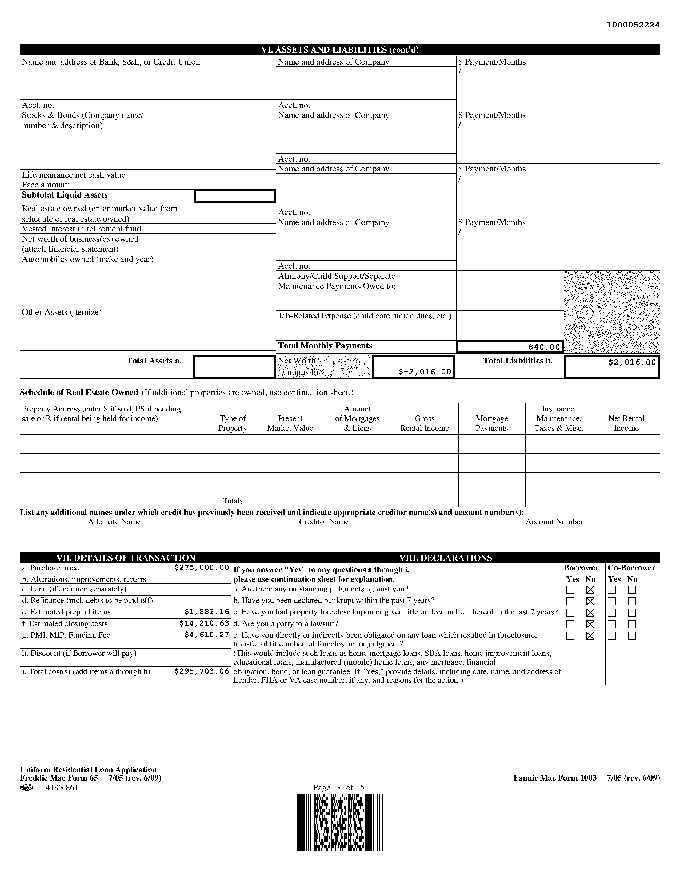 1000052224
VI. ASSETS AND LIABILITIES (cont'd)
Name and address of Bank, S&L, or Credit Union
Name and address of Company
$ Payment/Months
/
Acct. no.
Acct. no.
Stocks & Bonds (Company name/
number & description)
Name and address of Company
$ Payment/Months
/
Acct. no.
Name and address of Company
$ Payment/Months
/
Life insurance net cash value
Face amount
Subtotal Liquid Assets
Real estate owned (enter market value from
schedule of real estate owned)
Acct. no.
Name and address of Company
$ Payment/Months
/
Vested interest in retirement fund
Net worth of business(es) owned
(attach financial statement)
Automobiles owned (make and year)
Acct. no.
Alimony/Child Support/Separate
Maintenance Payments Owed to:
Other Assets (itemize)
Job-Related Expense (child care, union dues, etc.)
Total Monthly Payments
640.00
Total Assets a.
Net Worth
$-2,016.00
Total Liabilities b.
$2,016.00
Schedule of Real Estate Owned (If additional properties are owned, use continuation sheet.)
Property Address (enter S if sold, PS if pending
sale or R if rental being held for income)
Type of
Property
Present
Market Value
Amount
of Mortgages
& Liens
Gross
Rental Income
Mortgage
Payments
Insurance
Maintenance,
Taxes & Misc.
Net Rental
Income
Totals
List any additional names under which credit has previously been received and indicate appropriate creditor name(s) and account number(s):
Alternate Name
Creditor Name
Account Number
VII. DETAILS OF TRANSACTION
VIII. DECLARATIONS
a. Purchase price
$275,000.00
If you answer "Yes" to any questions a through i,
please use continuation sheet for explanation.
Borrower
Co-Borrower
Yes No
Yes No
b. Alterations, improvements, repairs
c. Land (if acquired separately)
d. Refinance (incl. debts to be paid off)
e. Estimated prepaid items
f. Estimated closing costs
$14,210.63
g. PMI, MIP, Funding Fee
$4,610.27
h. Discount (if Borrower will pay)
i. Total costs (add items a through h)
a. Are there any outstanding judgments against you?
b. Have you been declared bankrupt within the past 7 years?
c. Have you had property foreclosed upon or given title or deed in lieu thereof in the last 7 years?
d. Are you a party to a lawsuit?
e. Have you directly or indirectly been obligated on any loan which resulted in foreclosure,
transfer of title in lieu of foreclosure, or judgment?
(This would include such loans as home mortgage loans, SBA loans, home improvement loans,
educational loans, manufactured (mobile) home loans, any mortgage, financial
obligation, bond, or loan guarantee. If "Yes," provide details, including date, name, and address of
Lender, FHA or VA case number, if any, and reasons for the action.)
Uniform Residential Loan Application
Freddie Mac Form 65 7/05 (rev. 6/09)
Fannie Mae Form 1003 7/05 (rev. 6/09)
Page 3 of 5